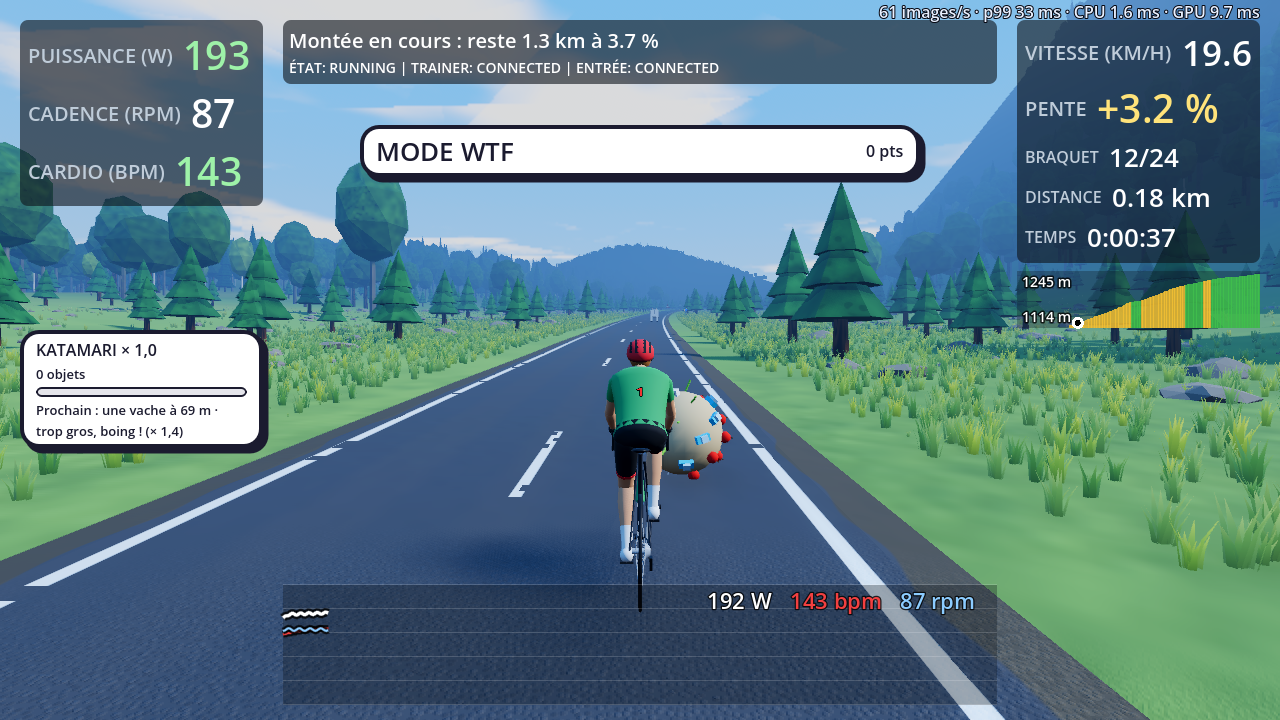 61 images/s · p99 33 ms · CPU 1.6 ms · GPU 9.7 ms
PUISSANCE (W) 193
CADENCE (RPM) 87
CARDIO (BPM) 143
Montée en cours : reste 1.3 km à 3.7 %
ÉTAT: RUNNING | TRAINER: CONNECTED | ENTRÉE: CONNECTED
MODE WTF 0 pts
VITESSE (KM/H) 19.6
PENTE +3.2 %
BRAQUET 12/24
DISTANCE 0.18 km
TEMPS 0:00:37
1245 m
1114 m
KATAMARI × 1,0
0 objets
Prochain : une vache à 69 m ·
trop gros, boing ! (× 1,4)
1
192 W 143 bpm 87 rpm